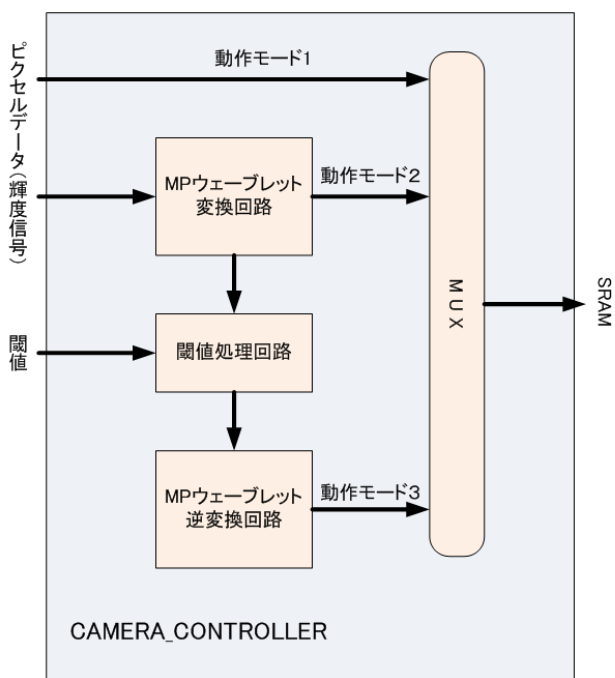 ピクセルデータ(輝度信号)
動作モード1
MPウェーブレット
変換回路
動作モード2
閾値
閾値処理回路
MPウェーブレット
逆変換回路
動作モード3
MUX
SRAM
CAMERA_CONTROLLER